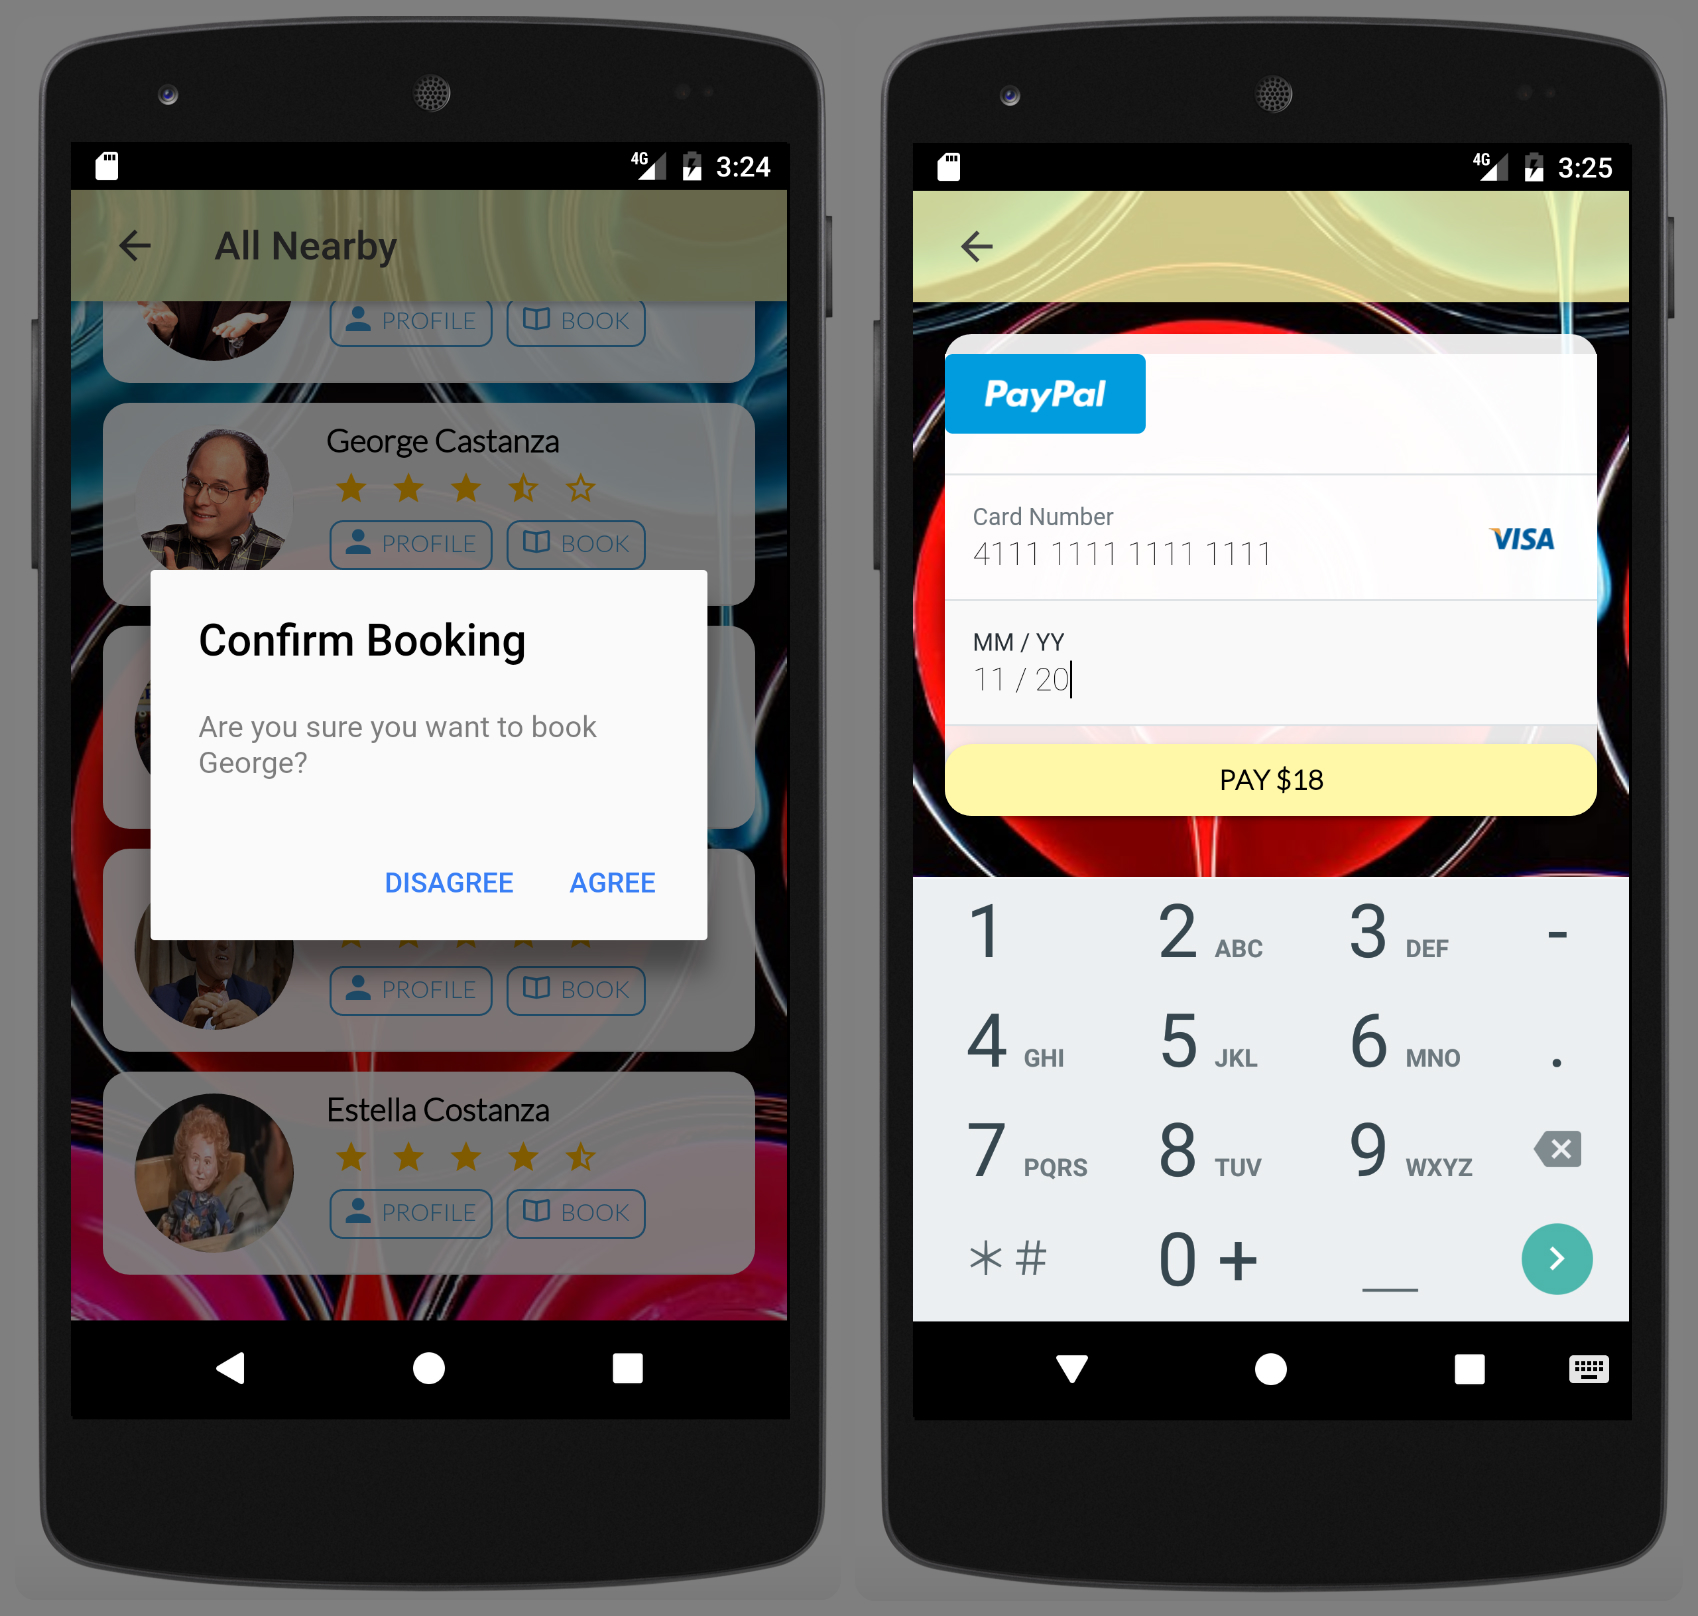 4G 3:24
All Nearby
PROFILE BOOK
George Castanza
PROFILE BOOK
Confirm Booking
Are you sure you want to book
George?
DISAGREE AGREE
PROFILE BOOK
Estella Costanza
PROFILE BOOK
4G 3:25
PayPal
Card Number
4111 1111 1111 1111
VISA
MM / YY
11 / 20
PAY $18
1 2 ABC 3 DEF -
4 GHI 5 JKL 6 MNO .
7 PQRS 8 TUV 9 WXYZ
* # 0 + _